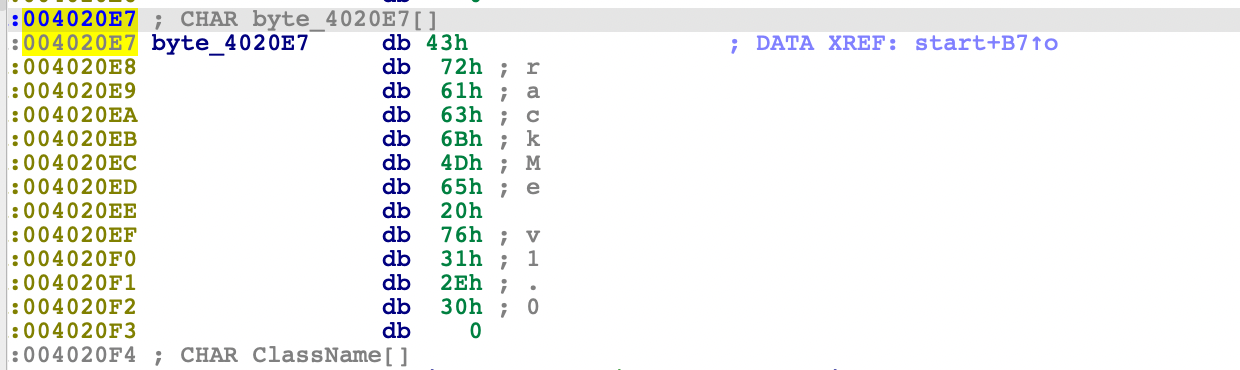 :004020E7 ; CHAR byte_4020E7[]
:004020E7 byte_4020E7 db 43h ; DATA XREF: start+B7↑o
:004020E8 db 72h ; r
:004020E9 db 61h ; a
:004020EA db 63h ; c
:004020EB db 6Bh ; k
:004020EC db 4Dh ; M
:004020ED db 65h ; e
:004020EE db 20h
:004020EF db 76h ; v
:004020F0 db 31h ; 1
:004020F1 db 2Eh ; .
:004020F2 db 30h ; 0
:004020F3 db 0
:004020F4 ; CHAR ClassName[]